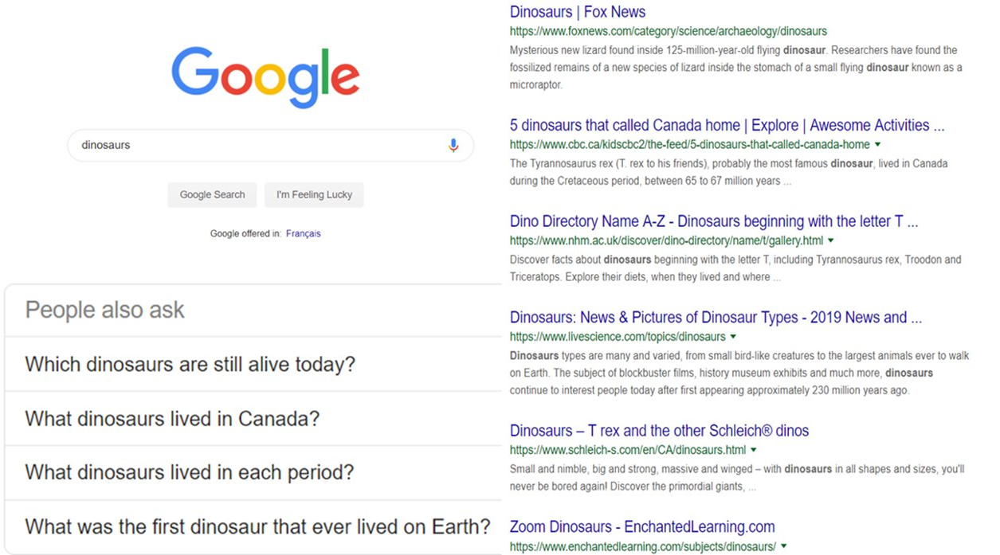 Google
dinosaurs
Google Search
I'm Feeling Lucky
Google offered in: Français
People also ask
Which dinosaurs are still alive today?
What dinosaurs lived in Canada?
What dinosaurs lived in each period?
What was the first dinosaur that ever lived on Earth?
Dinosaurs | Fox News
https://www.foxnews.com/category/science/archaeology/dinosaurs
Mysterious new lizard found inside 125-million-year-old flying dinosaur. Researchers have found the
fossilized remains of a new species of lizard inside the stomach of a small flying dinosaur known as a
microraptor.
5 dinosaurs that called Canada home | Explore | Awesome Activities ...
https://www.cbc.ca/kidscbc2/the-feed/5-dinosaurs-that-called-canada-home
The Tyrannosaurus rex (T. rex to his friends), probably the most famous dinosaur, lived in Canada
during the Cretaceous period, between 65 to 67 million years ...
Dino Directory Name A-Z - Dinosaurs beginning with the letter T ...
https://www.nhm.ac.uk/discover/dino-directory/name/t/gallery.html
Discover facts about dinosaurs beginning with the letter T, including Tyrannosaurus rex, Troodon and
Triceratops. Explore their diets, when they lived and where ...
Dinosaurs: News & Pictures of Dinosaur Types - 2019 News and ...
https://www.livescience.com/topics/dinosaurs
Dinosaurs types are many and varied, from small bird-like creatures to the largest animals ever to walk
on Earth. The subject of blockbuster films, history museum exhibits and much more, dinosaurs
continue to interest people today after first appearing approximately 230 million years ago.
Dinosaurs – T rex and the other Schleich® dinos
https://www.schleich-s.com/en/CA/dinosaurs.html
Small and nimble, big and strong, massive and winged – with dinosaurs in all shapes and sizes, you'll
never be bored again! Discover the primordial giants, ...
Zoom Dinosaurs - EnchantedLearning.com
https://www.enchantedlearning.com/subjects/dinosaurs/